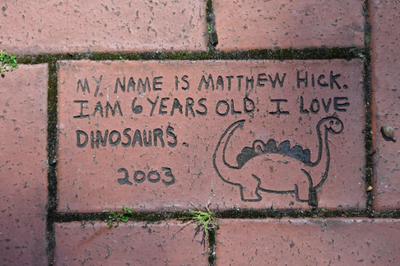 MY NAME IS MATTHEW HICK.
I AM 6 YEARS OLD. I LOVE
DINOSAURS.
2003